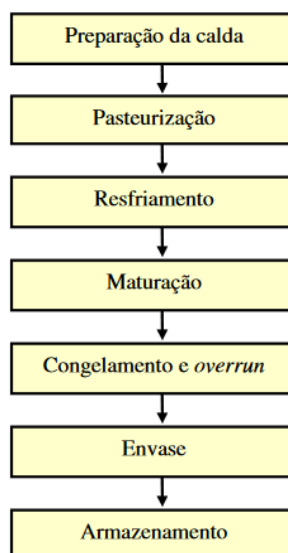 Preparação da calda
Pasteurização
Resfriamento
Maturação
Congelamento e overrun
Envase
Armazenamento